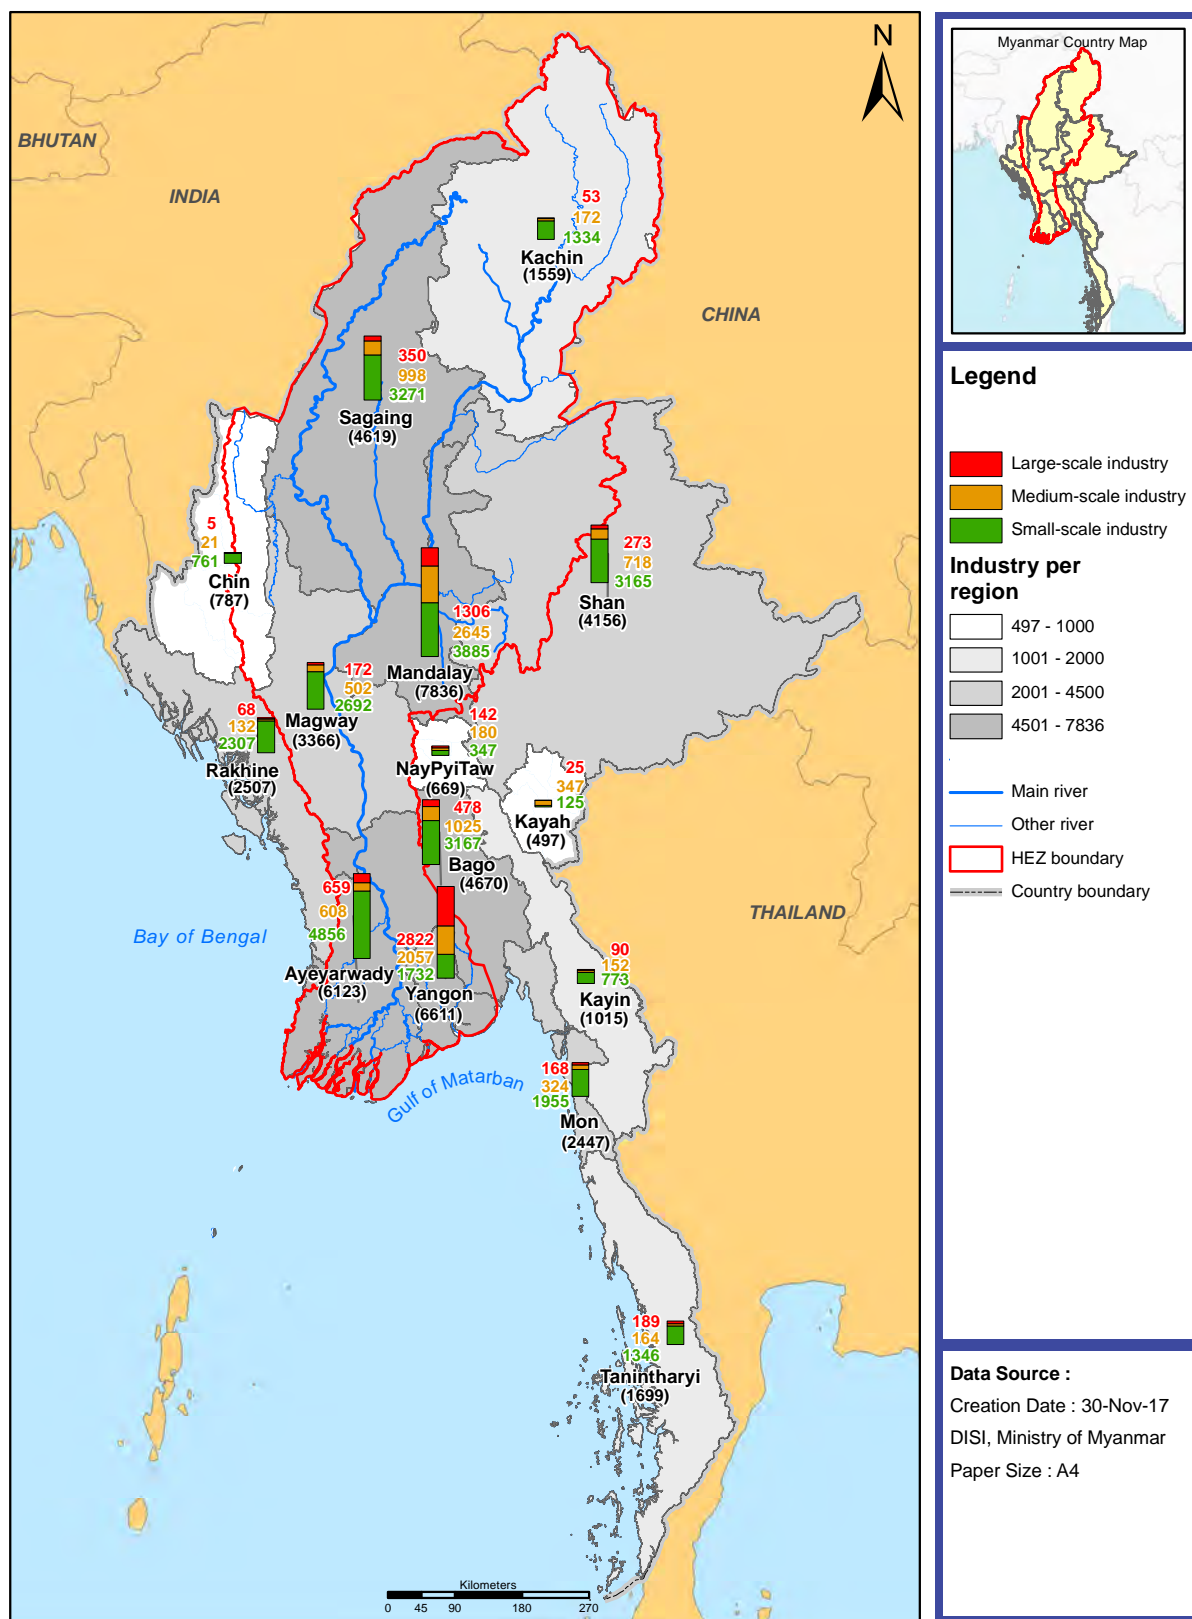 N
BHUTAN
INDIA
CHINA
53
172
1334
Kachin
(1559)
350
998
3271
Sagaing
(4619)
5
21
761
Chin
(787)
273
718
3165
Shan
(4156)
1306
2645
3885
Mandalay
(7836)
172
502
2692
Magway
(3366)
68
132
2307
Rakhine
(2507)
142
180
347
NayPyiTaw
(669)
25
347
125
Kayah
(497)
478
1025
3167
Bago
(4670)
659
608
4856
Ayeyarwady
(6123)
2822
2057
1732
Yangon
(6611)
THAILAND
Bay of Bengal
90
152
773
Kayin
(1015)
168
324
1955
Mon
(2447)
Gulf of Matarban
189
164
1346
Tanintharyi
(1699)
Kilometers
0 45 90 180 270
Myanmar Country Map
Legend
Large-scale industry
Medium-scale industry
Small-scale industry
Industry per
region
497 - 1000
1001 - 2000
2001 - 4500
4501 - 7836
Main river
Other river
HEZ boundary
Country boundary
Data Source :
Creation Date : 30-Nov-17
DISI, Ministry of Myanmar
Paper Size : A4